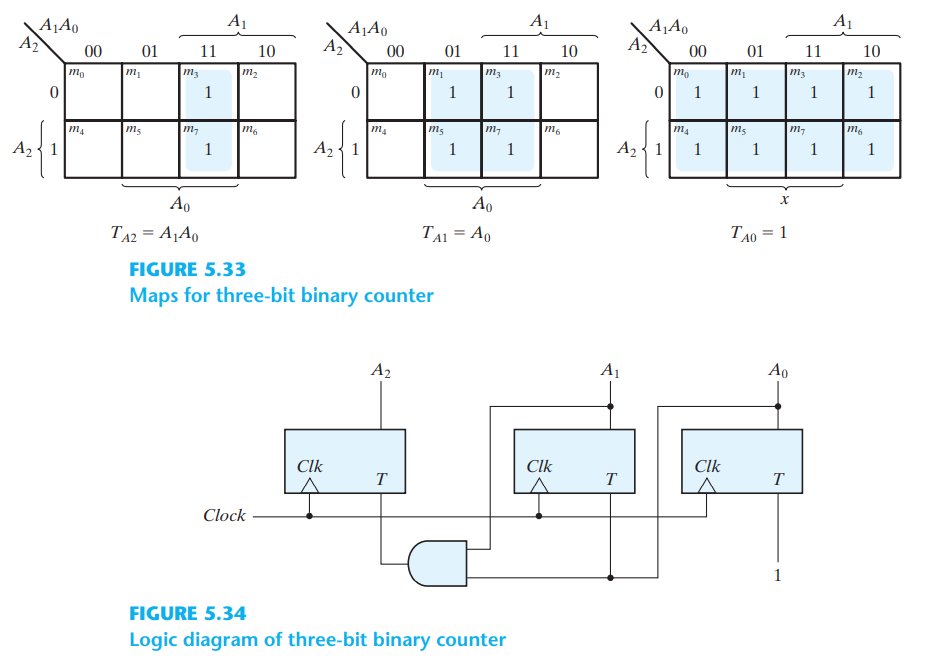 A₁A₀ A₁ A₁A₀ A₁ A₁A₀ A₁
A₂ 00 01 11 10 A₂ 00 01 11 10 A₂ 00 01 11 10
m₀ m₁ m₃ m₂ m₀ m₁ m₃ m₂ m₀ m₁ m₃ m₂
0 1 0 1 1 0 1 1 1 1
m₄ m₅ m₇ m₆ m₄ m₅ m₇ m₆ m₄ m₅ m₇ m₆
A₂ 1 1 A₂ 1 1 1 A₂ 1 1 1 1 1
A₀ A₀ x
T_A2 = A₁A₀ T_A1 = A₀ T_A0 = 1
FIGURE 5.33
Maps for three-bit binary counter
A₂ A₁ A₀
Clk T Clk T Clk T
Clock
1
FIGURE 5.34
Logic diagram of three-bit binary counter